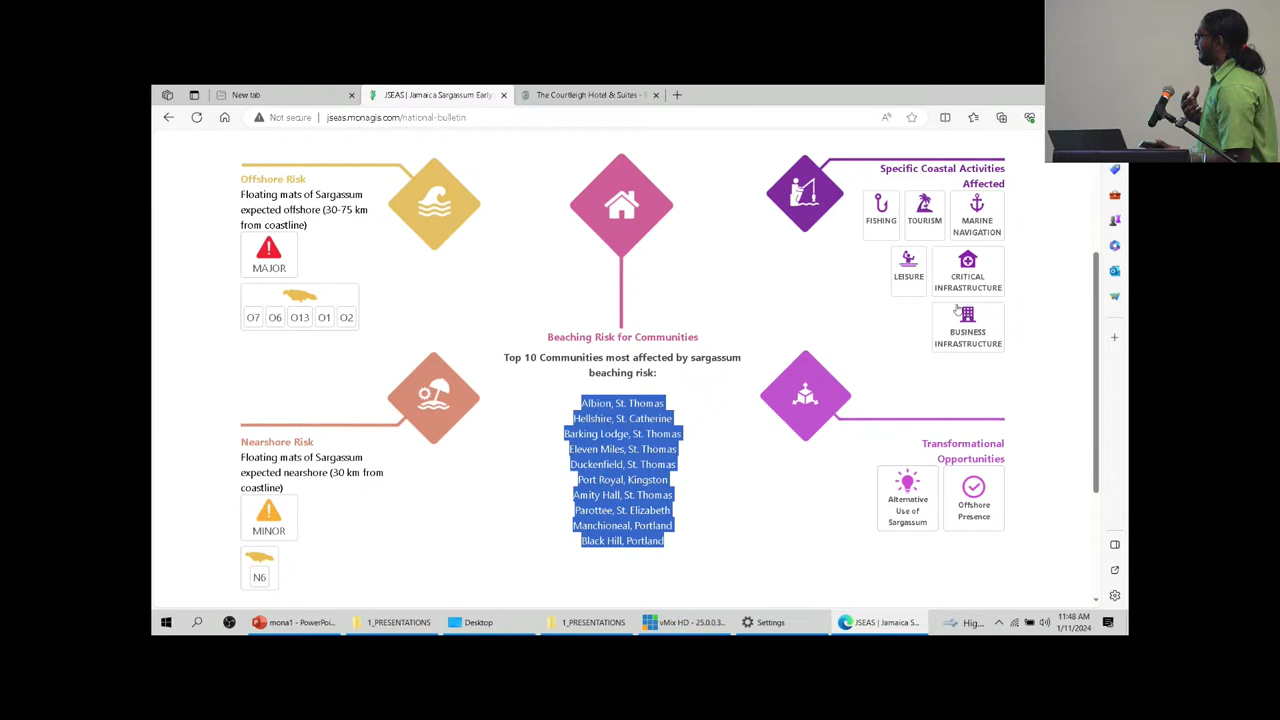 New tab
JSEAS | Jamaica Sargassum Early
The Courtleigh Hotel & Suites -
Not secure
jseas.monagis.com/national-bulletin
Offshore Risk
Floating mats of Sargassum
expected offshore (30-75 km
from coastline)
MAJOR
O7 O6 O13 O1 O2
Nearshore Risk
Floating mats of Sargassum
expected nearshore (30 km from
coastline)
MINOR
N6
Beaching Risk for Communities
Top 10 Communities most affected by sargassum
beaching risk:
Albion, St. Thomas
Hellshire, St. Catherine
Barking Lodge, St. Thomas
Eleven Miles, St. Thomas
Duckenfield, St. Thomas
Port Royal, Kingston
Amity Hall, St. Thomas
Parottee, St. Elizabeth
Manchioneal, Portland
Black Hill, Portland
Specific Coastal Activities
Affected
FISHING
TOURISM
MARINE
NAVIGATION
LEISURE
CRITICAL
INFRASTRUCTURE
BUSINESS
INFRASTRUCTURE
Transformational
Opportunities
Alternative
Use of
Sargassum
Offshore
Presence
mona1 - PowerPoi...
1_PRESENTATIONS
Desktop
1_PRESENTATIONS
vMix HD - 25.0.0.3...
Settings
JSEAS | Jamaica S...
Hig...
11:48 AM
1/11/2024